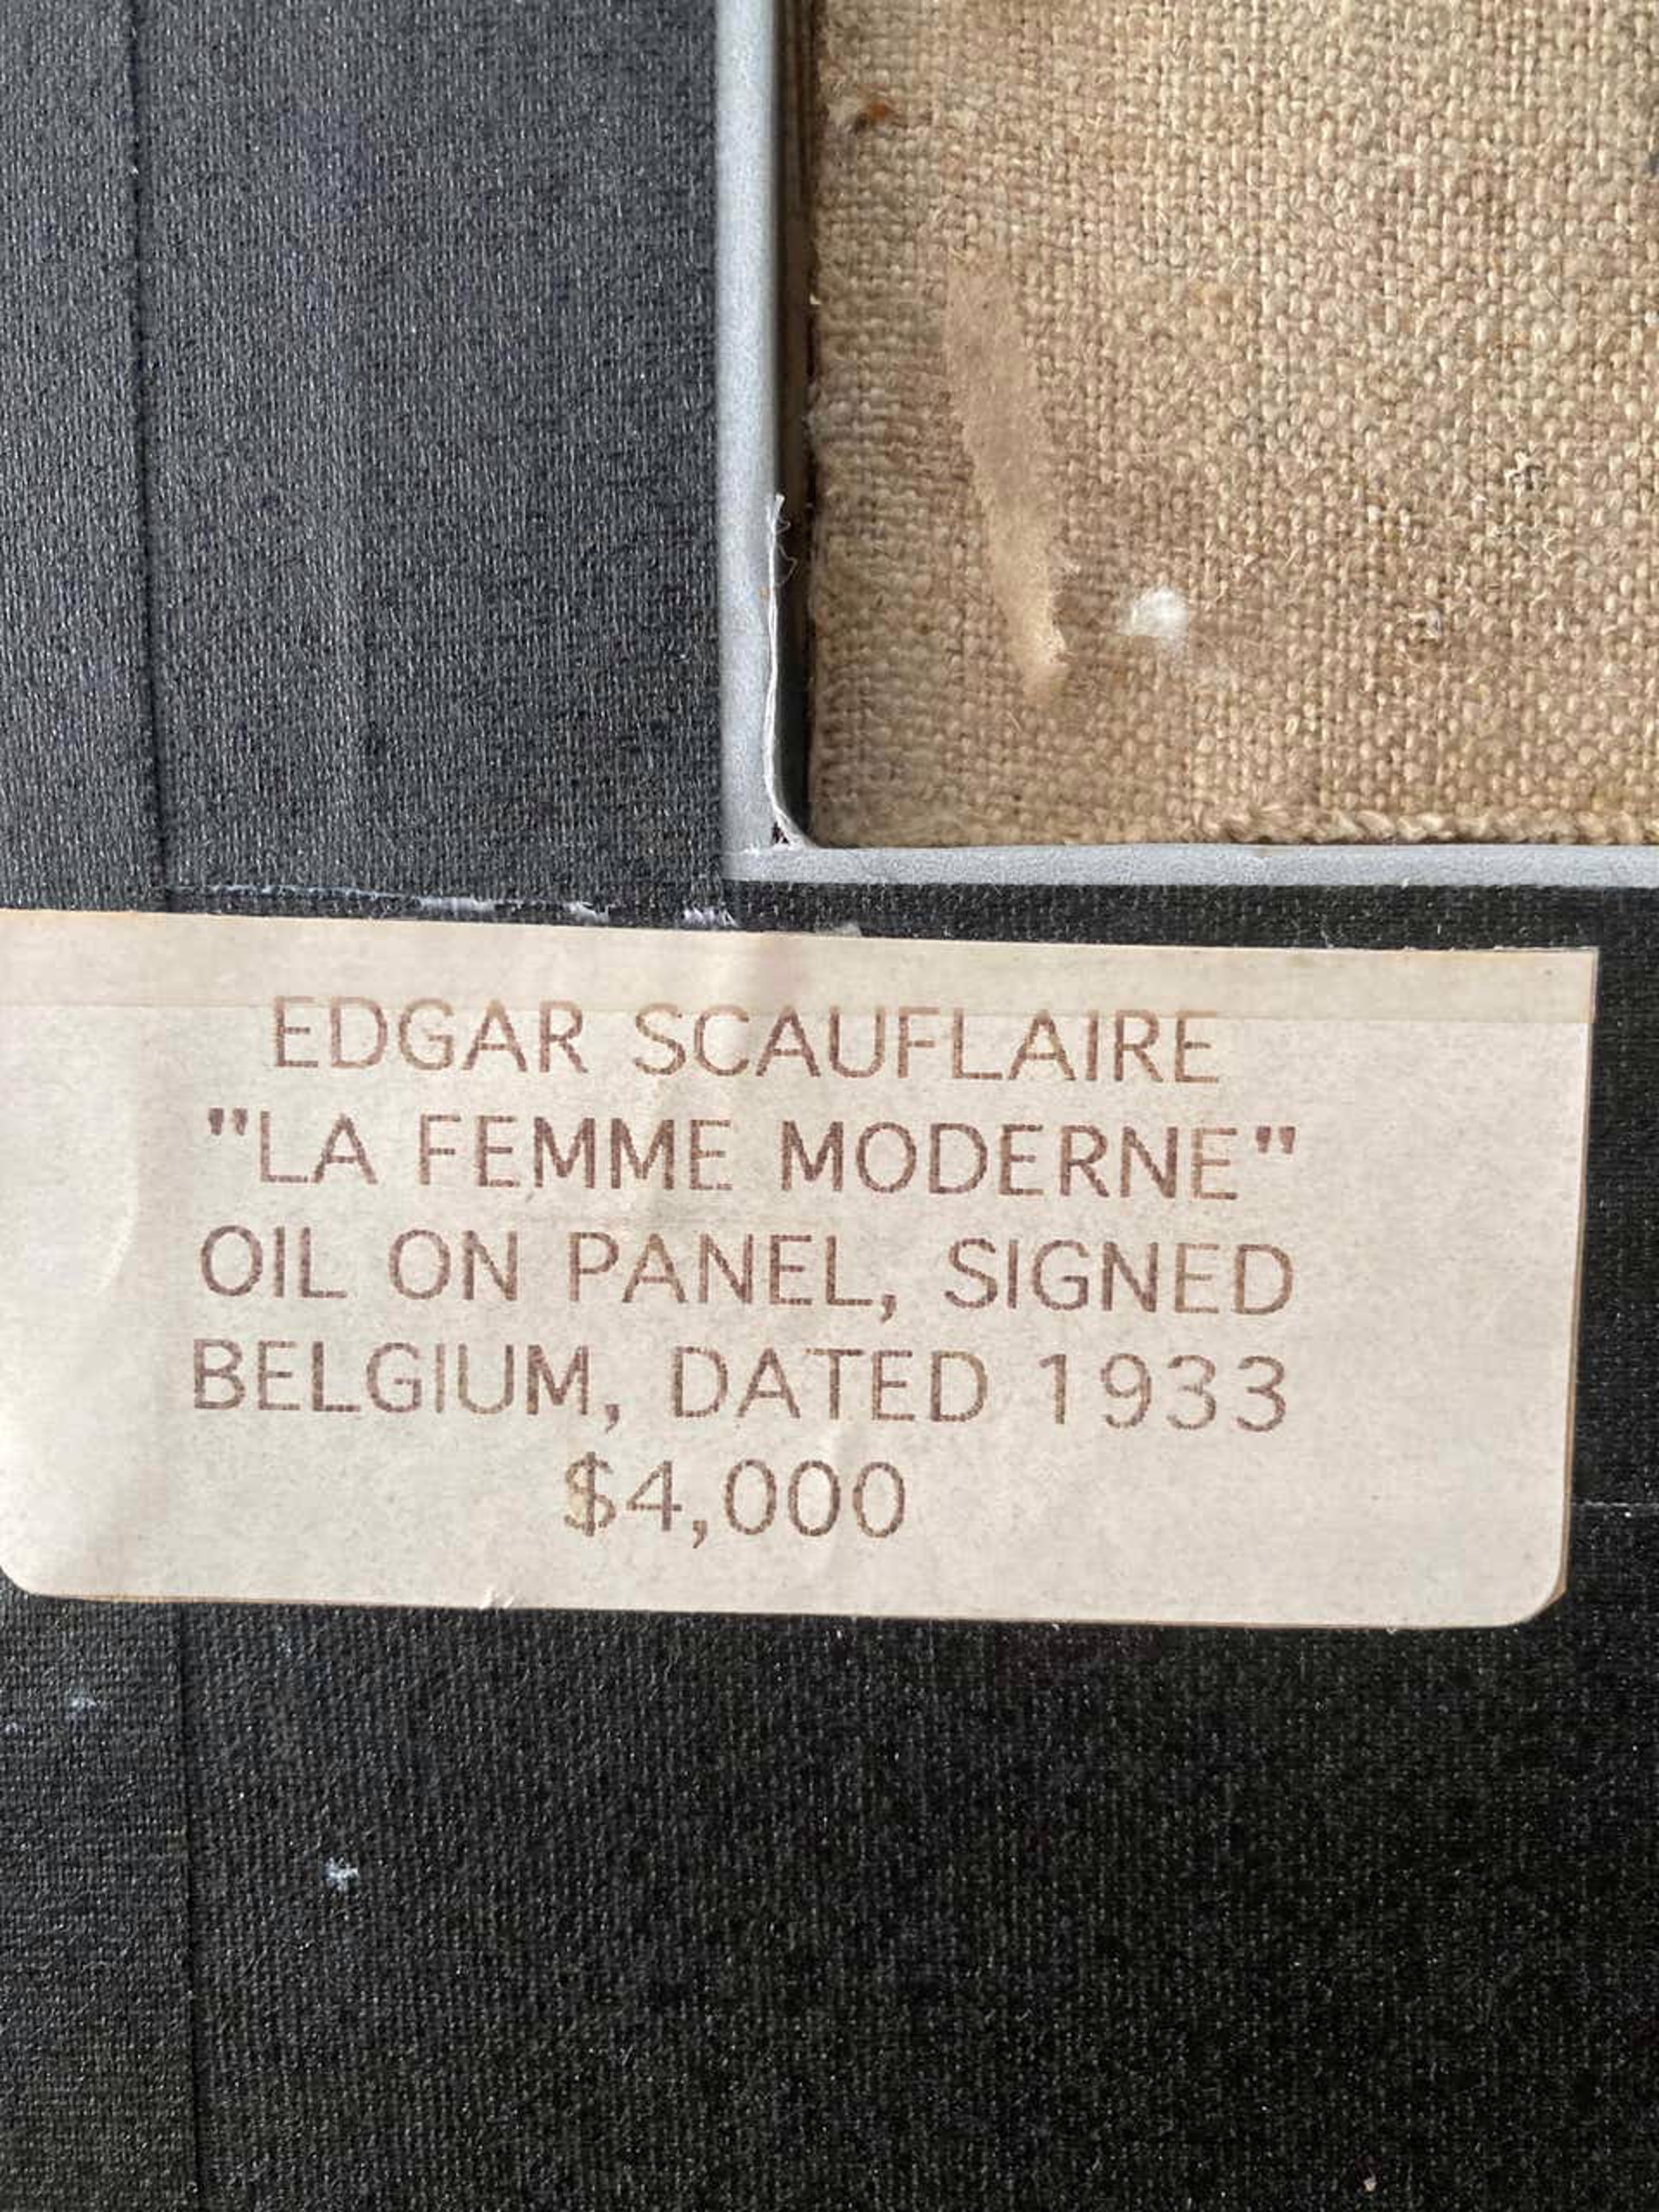 EDGAR SCAUFLAIRE
"LA FEMME MODERNE"
OIL ON PANEL, SIGNED
BELGIUM, DATED 1933
$4,000